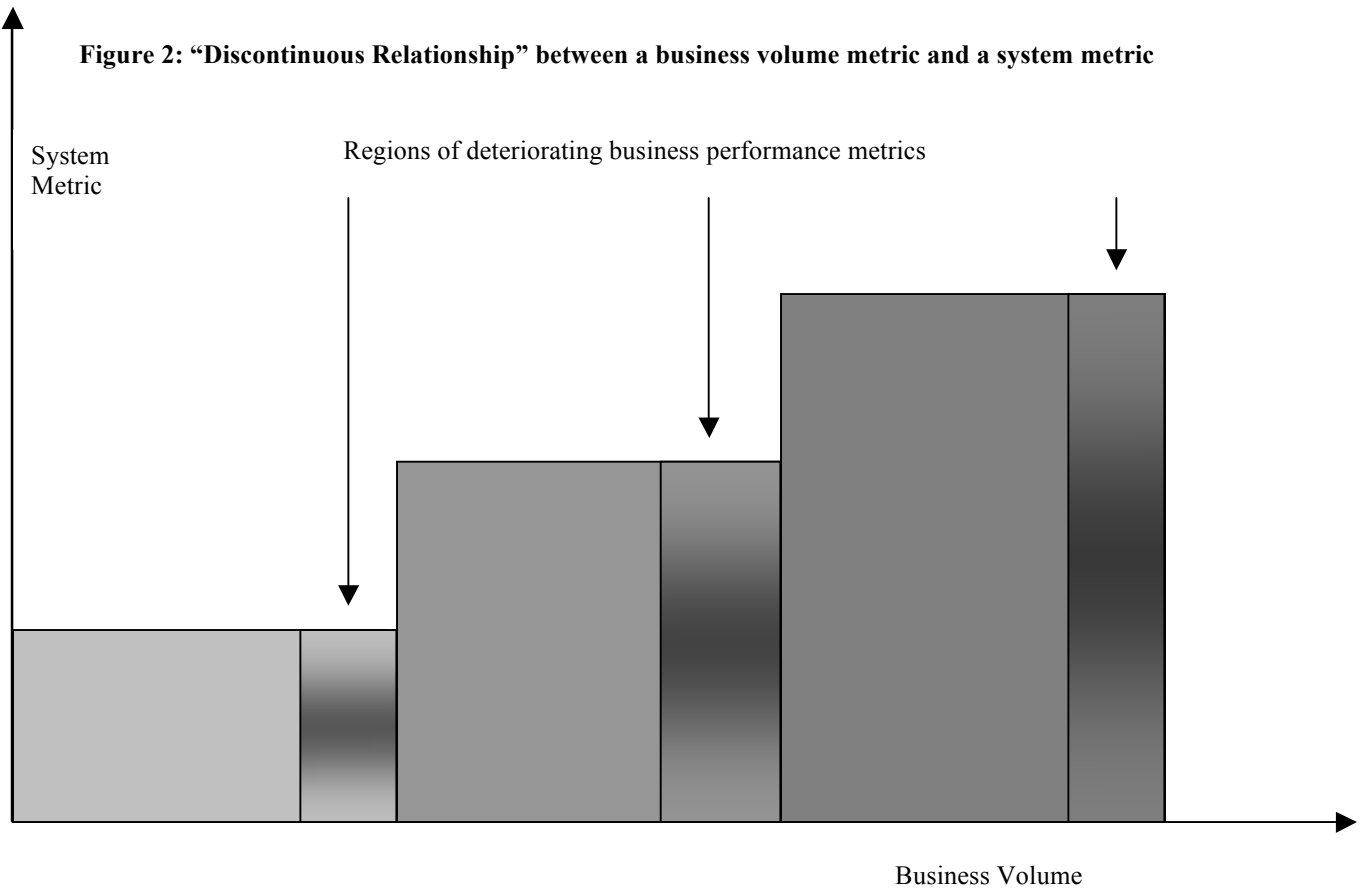 Figure 2: “Discontinuous Relationship” between a business volume metric and a system metric
System
Metric
Regions of deteriorating business performance metrics
Business Volume